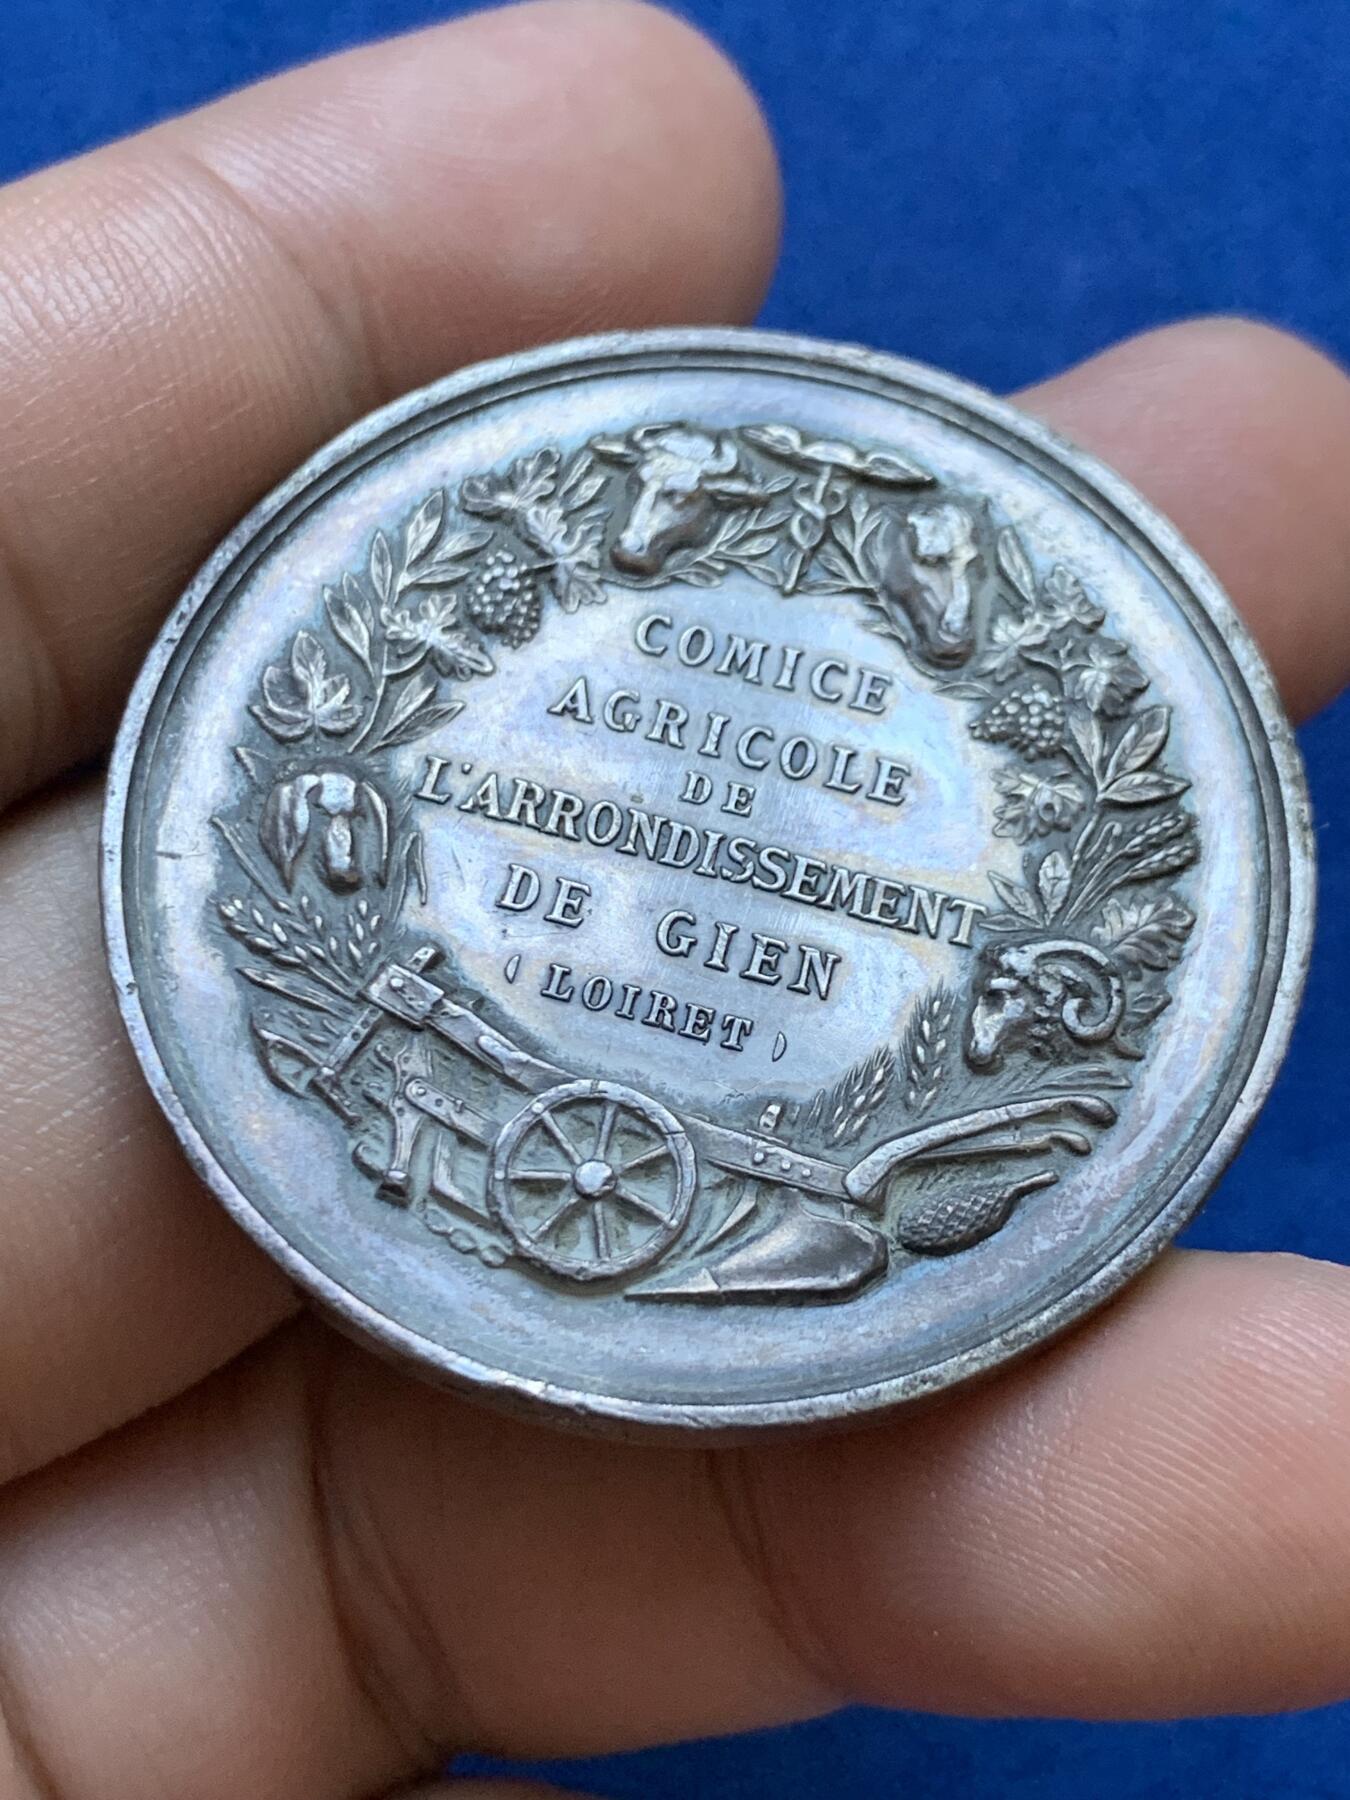 COMICE
AGRICOLE
DE
L'ARRONDISSEMENT
DE GIEN
(LOIRET)